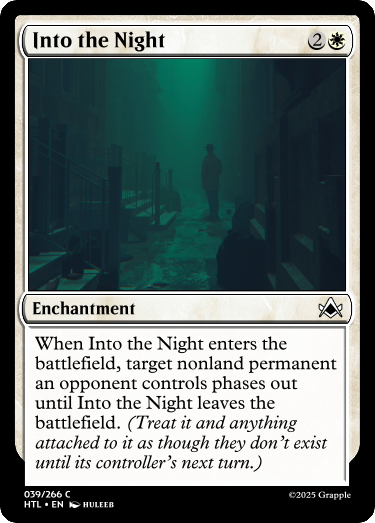 Into the Night 2
Enchantment
When Into the Night enters the
battlefield, target nonland permanent
an opponent controls phases out
until Into the Night leaves the
battlefield. (Treat it and anything
attached to it as though they don't exist
until its controller's next turn.)
039/266 C
HTL • EN HULEEB
©2025 Grapple